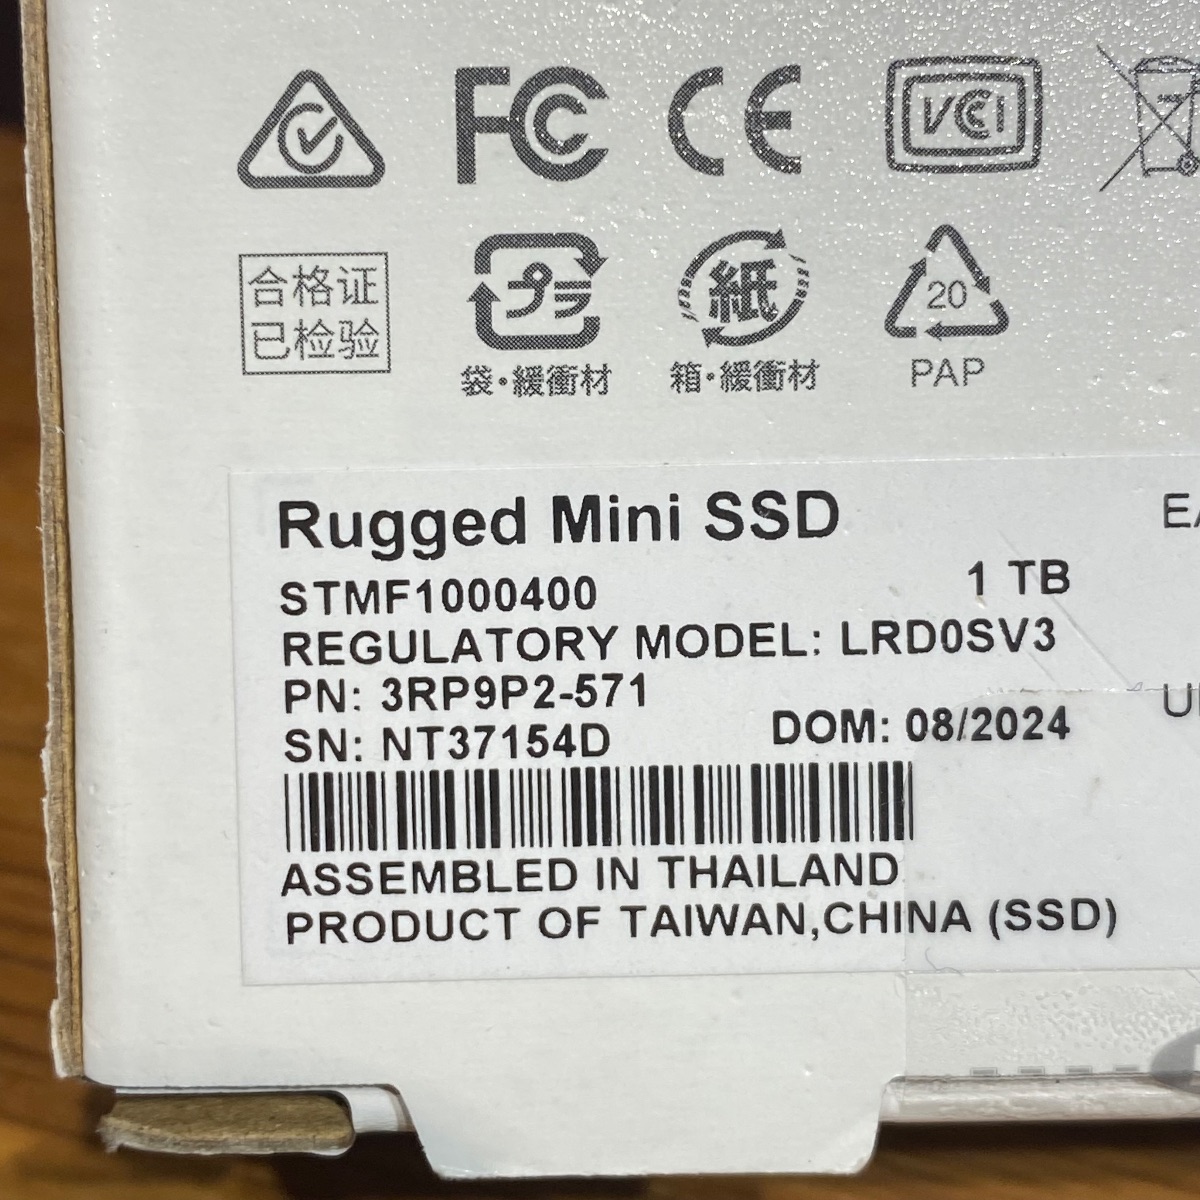 FC CE VCCI
合格证
已检验
プラ
紙
20
袋・緩衝材
箱・緩衝材
PAP
Rugged Mini SSD
STMF1000400
1 TB
REGULATORY MODEL: LRD0SV3
PN: 3RP9P2-571
SN: NT37154D
DOM: 08/2024
ASSEMBLED IN THAILAND
PRODUCT OF TAIWAN,CHINA (SSD)